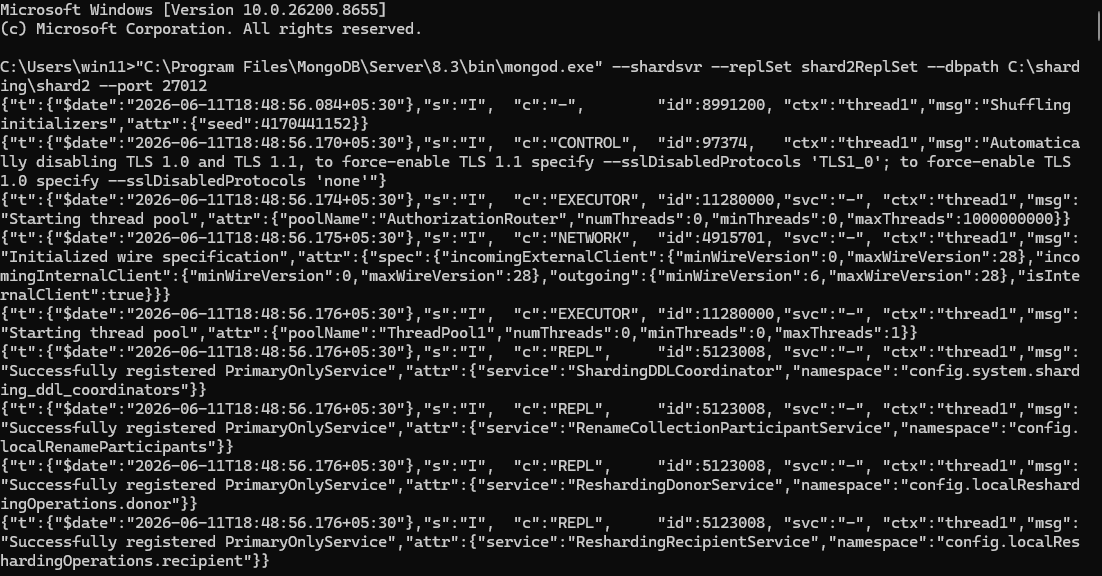 Microsoft Windows [Version 10.0.26200.8655]
(c) Microsoft Corporation. All rights reserved.
C:\Users\win11>"C:\Program Files\MongoDB\Server\8.3\bin\mongod.exe" --shardsvr --replSet shard2ReplSet --dbpath C:\shard
ing\shard2 --port 27012
{"t":{"$date":"2026-06-11T18:48:56.084+05:30"},"s":"I",  "c":"-",        "id":8991200, "ctx":"thread1","msg":"Shuffling
initializers","attr":{"seed":4170441152}}
{"t":{"$date":"2026-06-11T18:48:56.170+05:30"},"s":"I",  "c":"CONTROL",  "id":97374,   "ctx":"thread1","msg":"Automatica
lly disabling TLS 1.0 and TLS 1.1, to force-enable TLS 1.1 specify --sslDisabledProtocols 'TLS1_0'; to force-enable TLS
1.0 specify --sslDisabledProtocols 'none'"}
{"t":{"$date":"2026-06-11T18:48:56.174+05:30"},"s":"I",  "c":"EXECUTOR", "id":11280000,"svc":"-", "ctx":"thread1","msg":
"Starting thread pool","attr":{"poolName":"AuthorizationRouter","numThreads":0,"minThreads":0,"maxThreads":1000000000}}
{"t":{"$date":"2026-06-11T18:48:56.175+05:30"},"s":"I",  "c":"NETWORK",  "id":4915701, "svc":"-", "ctx":"thread1","msg":
"Initialized wire specification","attr":{"spec":{"incomingExternalClient":{"minWireVersion":0,"maxWireVersion":28},"inco
mingInternalClient":{"minWireVersion":0,"maxWireVersion":28},"outgoing":{"minWireVersion":6,"maxWireVersion":28},"isInte
rnalClient":true}}}
{"t":{"$date":"2026-06-11T18:48:56.176+05:30"},"s":"I",  "c":"EXECUTOR", "id":11280000,"svc":"-", "ctx":"thread1","msg":
"Starting thread pool","attr":{"poolName":"ThreadPool1","numThreads":0,"minThreads":0,"maxThreads":1}}
{"t":{"$date":"2026-06-11T18:48:56.176+05:30"},"s":"I",  "c":"REPL",     "id":5123008, "svc":"-", "ctx":"thread1","msg":
"Successfully registered PrimaryOnlyService","attr":{"service":"ShardingDDLCoordinator","namespace":"config.system.shard
ing_ddl_coordinators"}}
{"t":{"$date":"2026-06-11T18:48:56.176+05:30"},"s":"I",  "c":"REPL",     "id":5123008, "svc":"-", "ctx":"thread1","msg":
"Successfully registered PrimaryOnlyService","attr":{"service":"RenameCollectionParticipantService","namespace":"config.
localRenameParticipants"}}
{"t":{"$date":"2026-06-11T18:48:56.176+05:30"},"s":"I",  "c":"REPL",     "id":5123008, "svc":"-", "ctx":"thread1","msg":
"Successfully registered PrimaryOnlyService","attr":{"service":"ReshardingDonorService","namespace":"config.localReshard
ingOperations.donor"}}
{"t":{"$date":"2026-06-11T18:48:56.176+05:30"},"s":"I",  "c":"REPL",     "id":5123008, "svc":"-", "ctx":"thread1","msg":
"Successfully registered PrimaryOnlyService","attr":{"service":"ReshardingRecipientService","namespace":"config.localRes
hardingOperations.recipient"}}